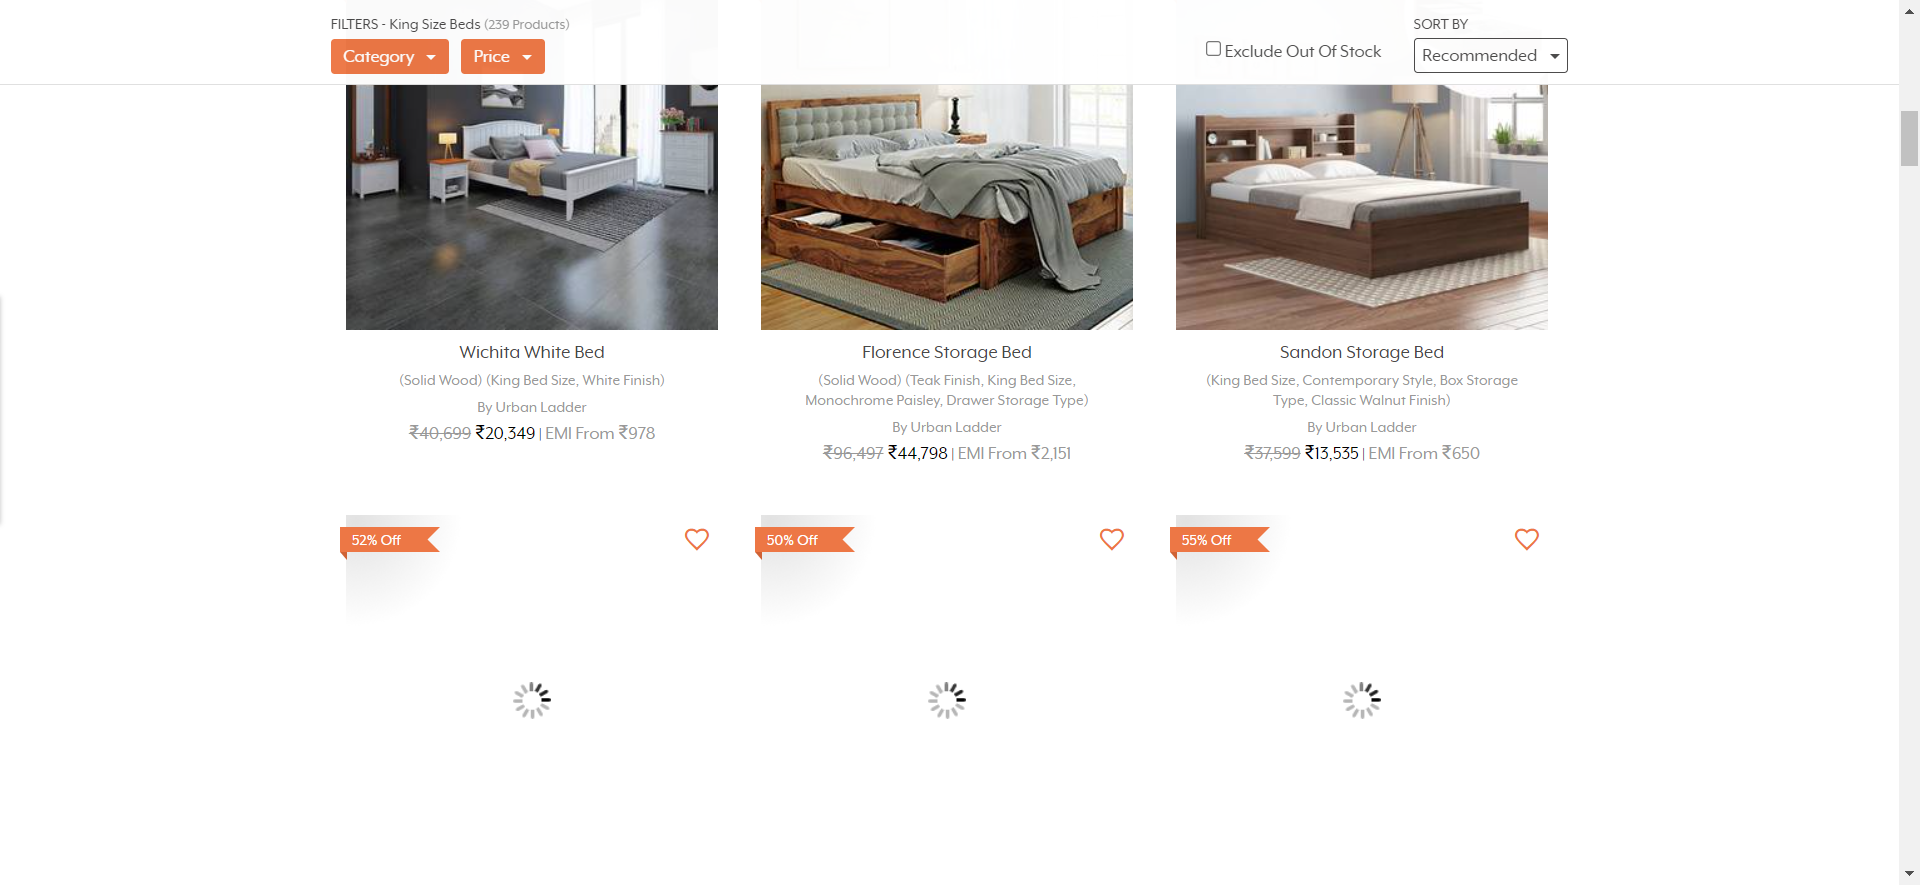 FILTERS - King Size Beds (239 Products)
Category
Price
Exclude Out Of Stock
SORT BY
Recommended
Wichita White Bed
(Solid Wood) (King Bed Size, White Finish)
By Urban Ladder
₹40,699 ₹20,349 | EMI From ₹978
Florence Storage Bed
(Solid Wood) (Teak Finish, King Bed Size,
Monochrome Paisley, Drawer Storage Type)
By Urban Ladder
₹96,497 ₹44,798 | EMI From ₹2,151
Sandon Storage Bed
(King Bed Size, Contemporary Style, Box Storage
Type, Classic Walnut Finish)
By Urban Ladder
₹37,599 ₹13,535 | EMI From ₹650
52% Off
50% Off
55% Off